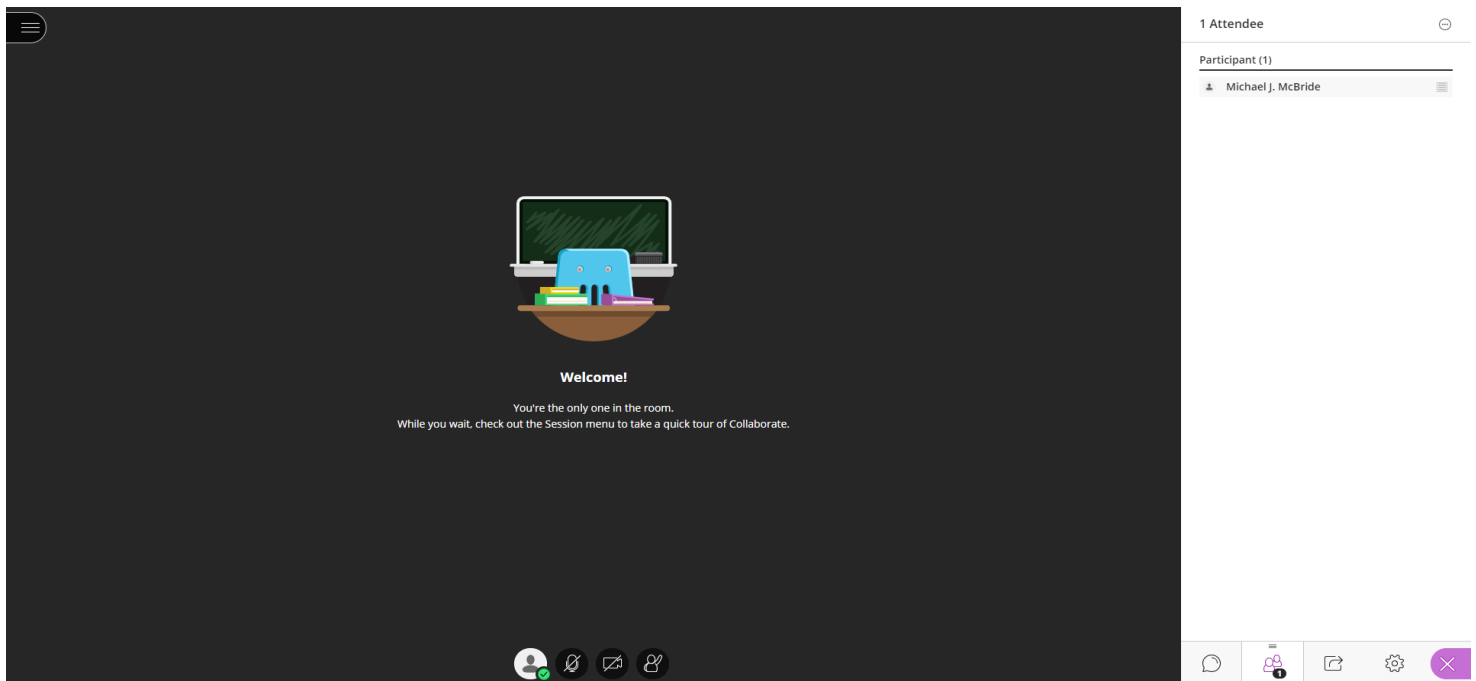 1 Attendee
Participant (1)
Michael J. McBride
Welcome!
You're the only one in the room.
While you wait, check out the Session menu to take a quick tour of Collaborate.
1